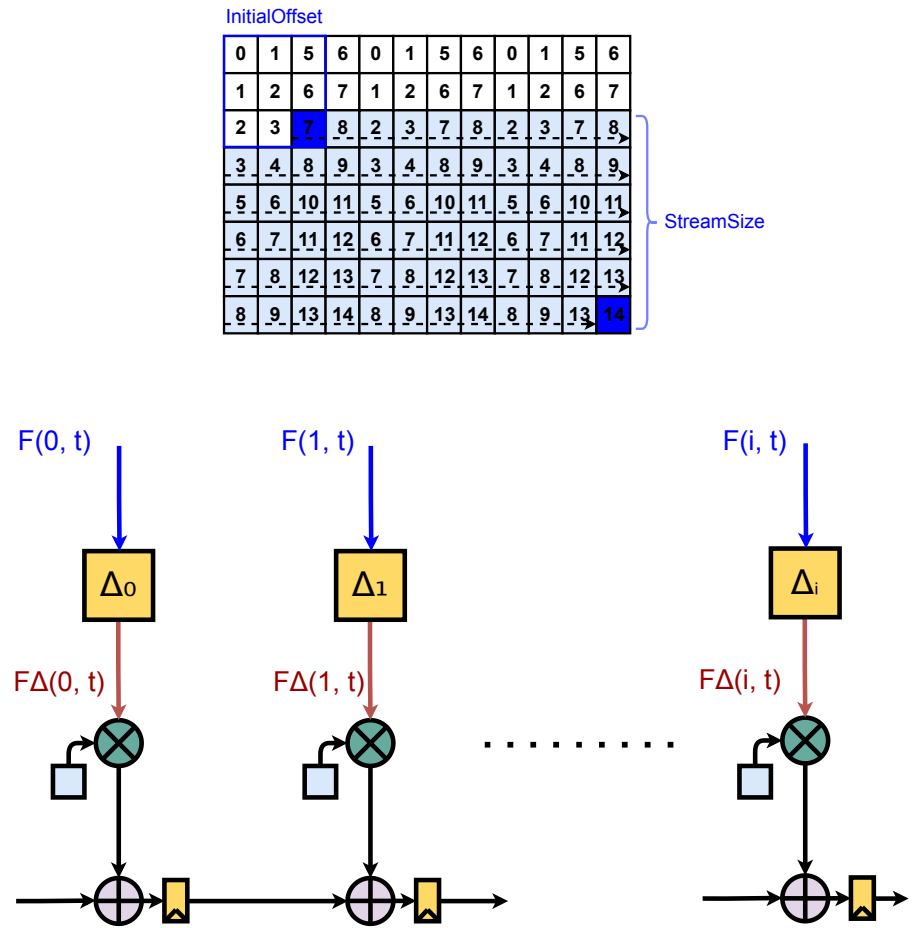 InitialOffset
0 1 5 6 0 1 5 6 0 1 5 6
1 2 6 7 1 2 6 7 1 2 6 7
2 3 7 8 2 3 7 8 2 3 7 8
3 4 8 9 3 4 8 9 3 4 8 9
5 6 10 11 5 6 10 11 5 6 10 11
StreamSize
6 7 11 12 6 7 11 12 6 7 11 12
7 8 12 13 7 8 12 13 7 8 12 13
8 9 13 14 8 9 13 14 8 9 13 14
F(0, t) F(1, t) F(i, t)
Δ₀ Δ₁ Δᵢ
FΔ(0, t) FΔ(1, t) FΔ(i, t)